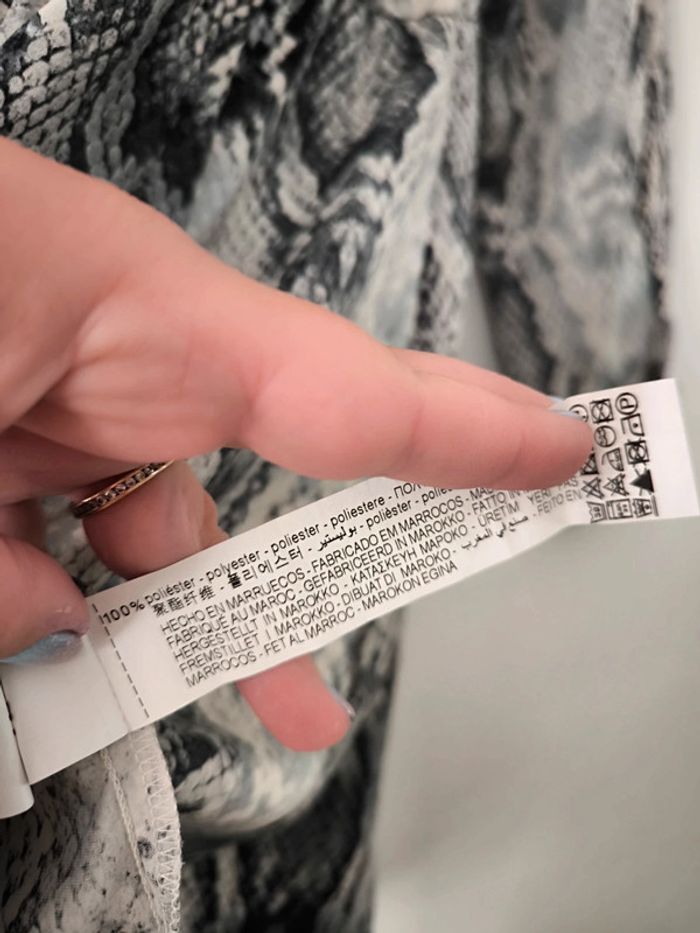 100% poliéster - polyester - poliester - poliestere - ПОЛ
聚酯纤维 - 폴리에스터 - بوليستير - polièster - polies
HECHO EN MARRUECOS - FABRICADO EM MARROCOS - MA
FABRIQUÉ AU MAROC - GEFABRICEERD IN MAROKKO - FATTO IN
HERGESTELLT IN MAROKKO - ΚΑΤΑΣΚΕΥΗ ΜΑΡΟΚΟ - ÜRETİM
FREMSTILLET I MAROKKO - DIBUAT DI MAROKO - صنع في المغرب - FEITO EN
MARROCOS - FET AL MARROC - MAROKON EGINA